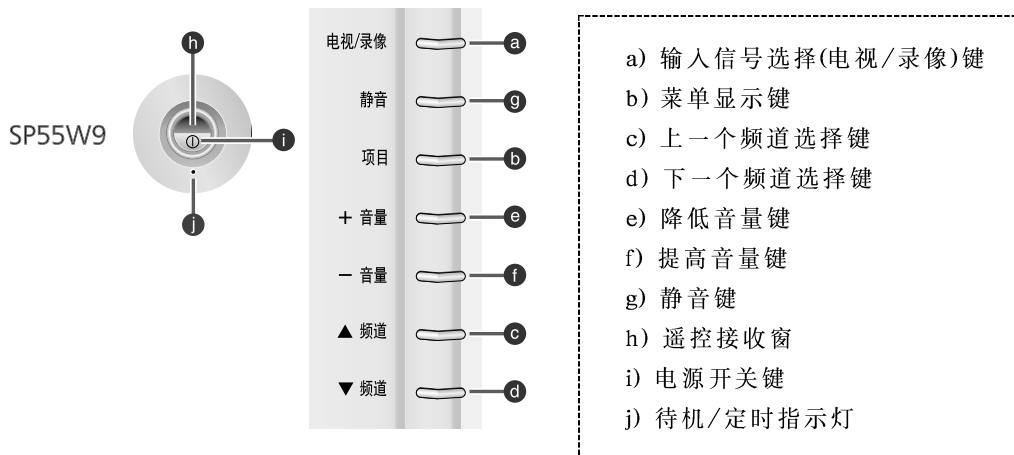 SP55W9
h
i
j
电视/录像 a
静音 g
项目 b
+ 音量 e
− 音量 f
▲ 频道 c
▼ 频道 d
a) 输入信号选择(电视/录像)键
b) 菜单显示键
c) 上一个频道选择键
d) 下一个频道选择键
e) 降低音量键
f) 提高音量键
g) 静音键
h) 遥控接收窗
i) 电源开关键
j) 待机/定时指示灯